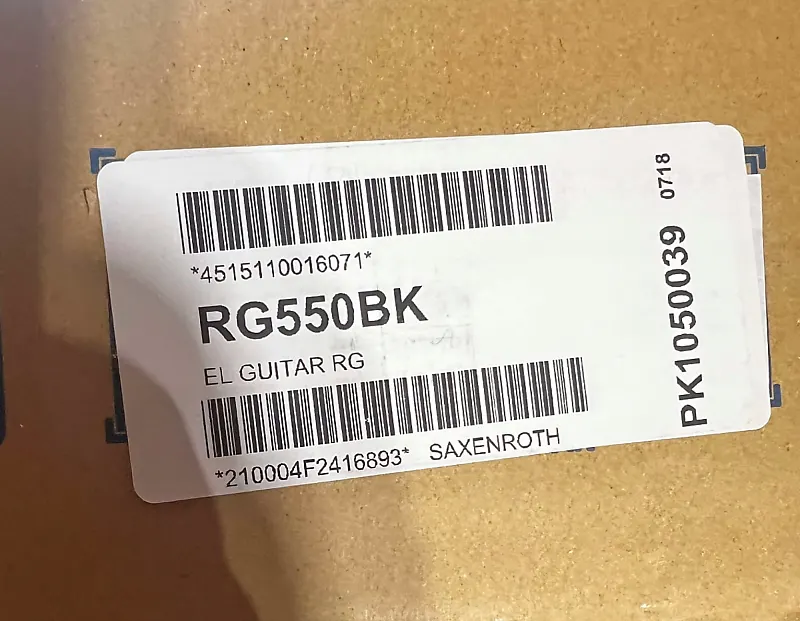 *4515110016071*
RG550BK
EL GUITAR RG
*210004F2416893* SAXENROTH
PK1050039 0718